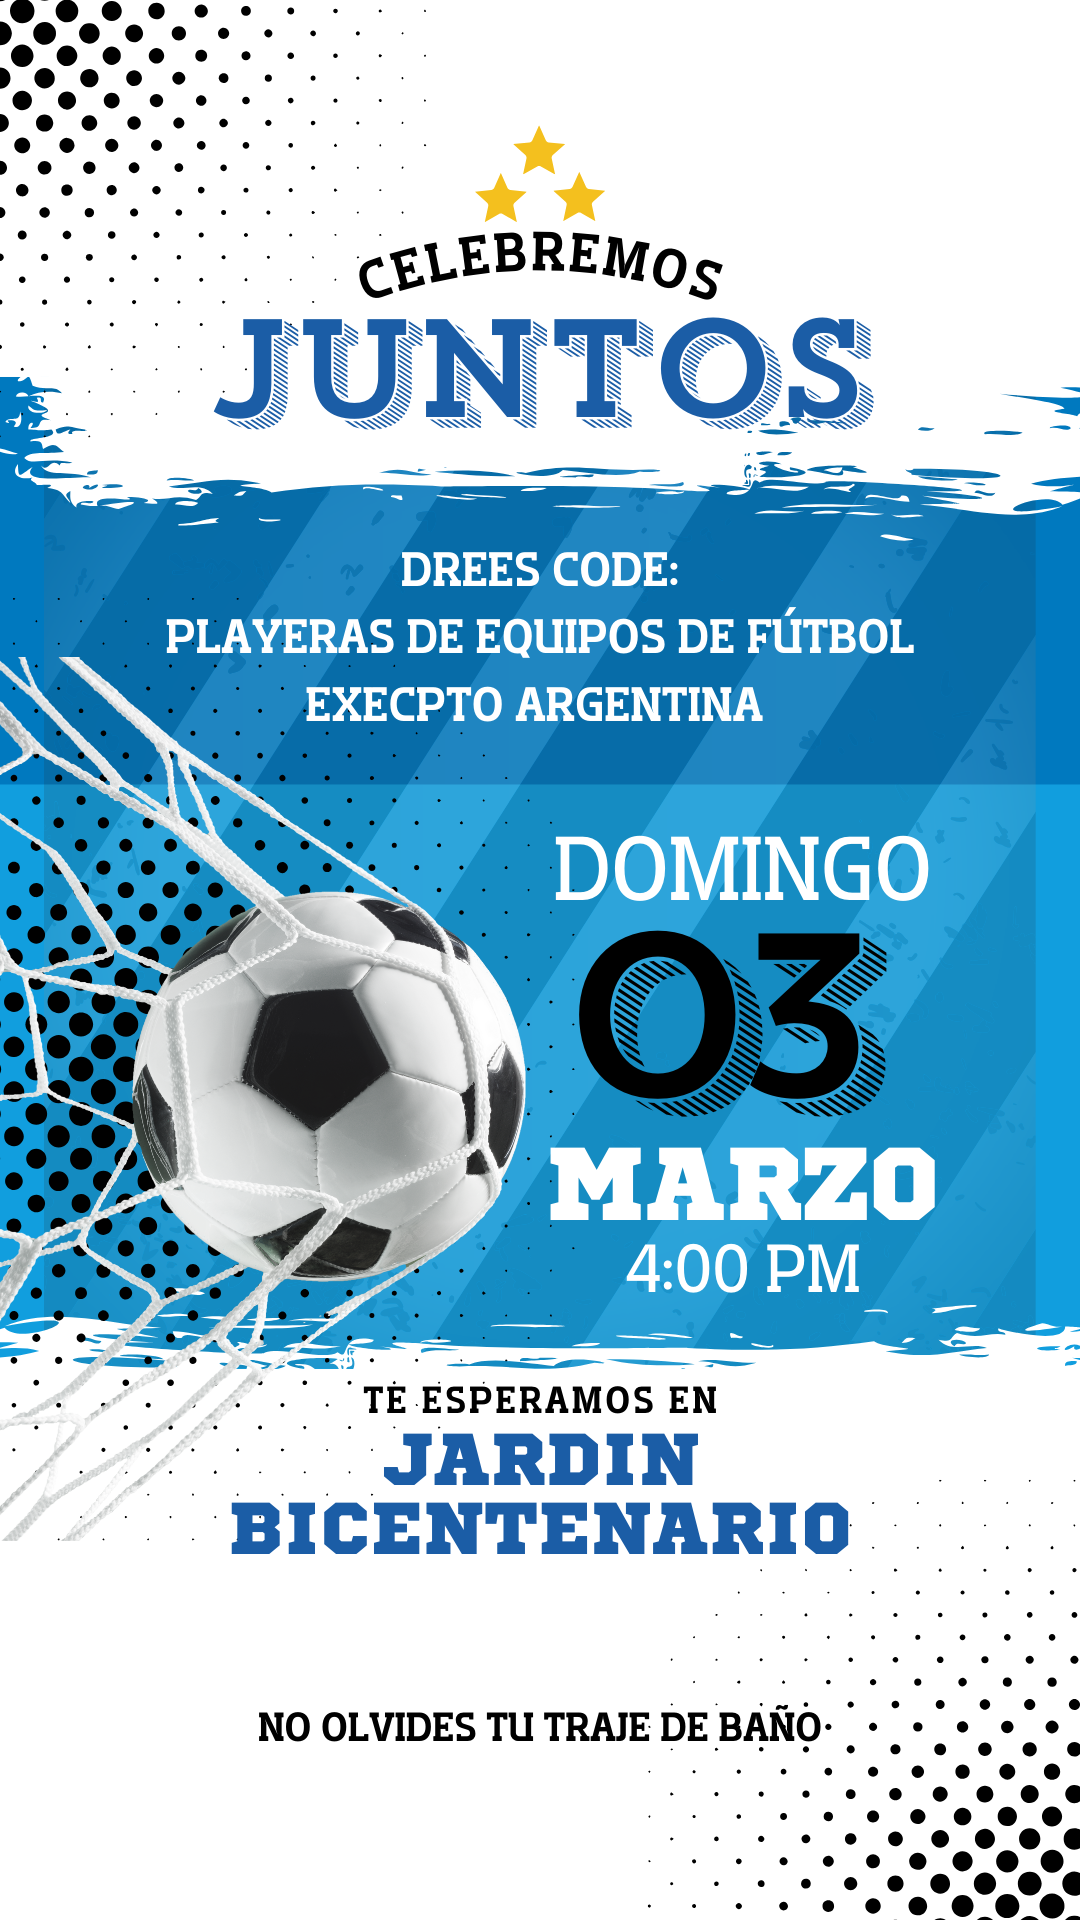 CELEBREMOS
JUNTOS
DREES CODE:
PLAYERAS DE EQUIPOS DE FÚTBOL
EXECPTO ARGENTINA
DOMINGO
03
MARZO
4:00 PM
TE ESPERAMOS EN
JARDIN
BICENTENARIO
NO OLVIDES TU TRAJE DE BAÑO